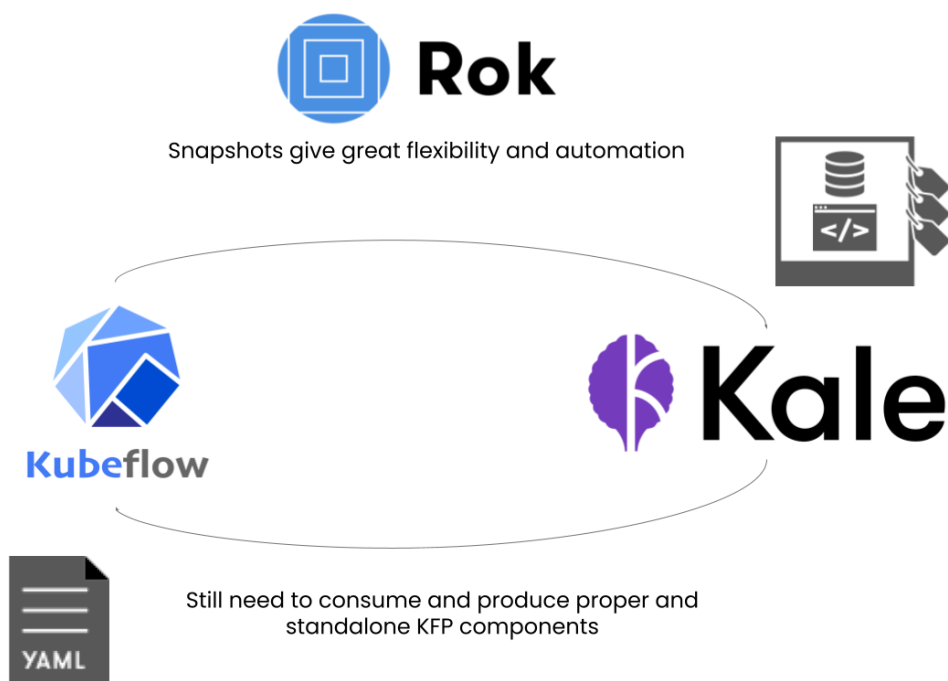 Rok
Snapshots give great flexibility and automation
</>
Kale
Kubeflow
Still need to consume and produce proper and
standalone KFP components
YAML